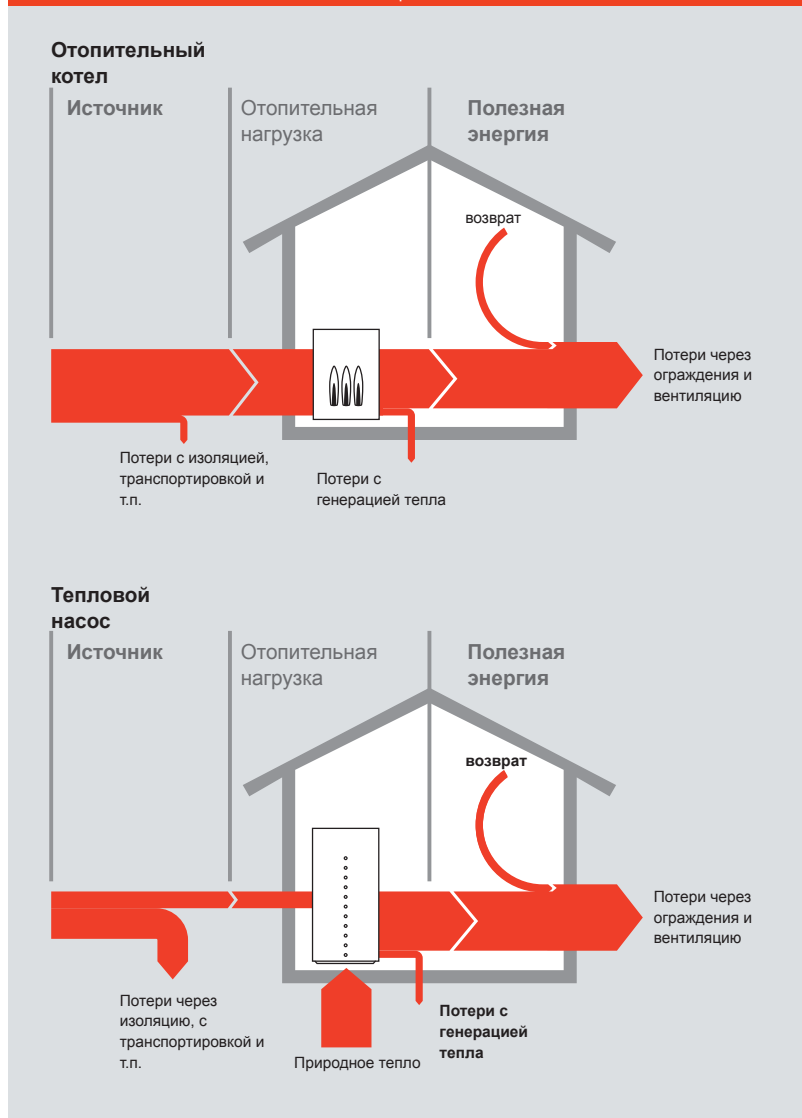 Отопительный
котел
Источник
Отопительная
нагрузка
Полезная
энергия
возврат
Потери через
ограждения и
вентиляцию
Потери с изоляцией,
транспортировкой и
т.п.
Потери с
генерацией тепла
Тепловой
насос
Источник
Отопительная
нагрузка
Полезная
энергия
возврат
Потери через
ограждения и
вентиляцию
Потери через
изоляцию, с
транспортировкой и
т.п.
Природное тепло
Потери с
генерацией
тепла